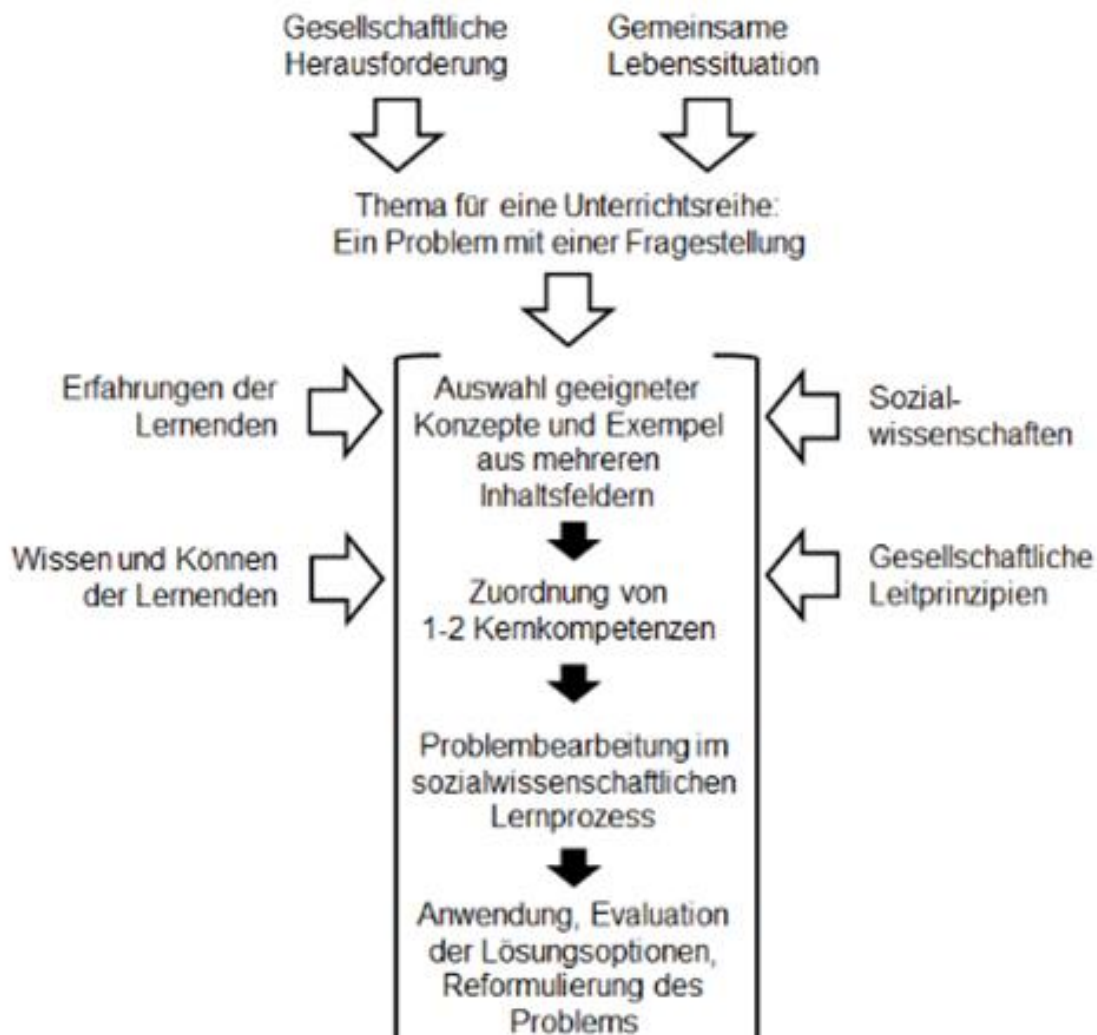 Gesellschaftliche
Herausforderung
Gemeinsame
Lebenssituation
Thema für eine Unterrichtsreihe:
Ein Problem mit einer Fragestellung
Erfahrungen der
Lernenden
Auswahl geeigneter
Konzepte und Exempel
aus mehreren
Inhaltsfeldern
Sozial-
wissenschaften
Wissen und Können
der Lernenden
Zuordnung von
1-2 Kernkompetenzen
Gesellschaftliche
Leitprinzipien
Problembearbeitung im
sozialwissenschaftlichen
Lernprozess
Anwendung, Evaluation
der Lösungsoptionen,
Reformulierung des
Problems